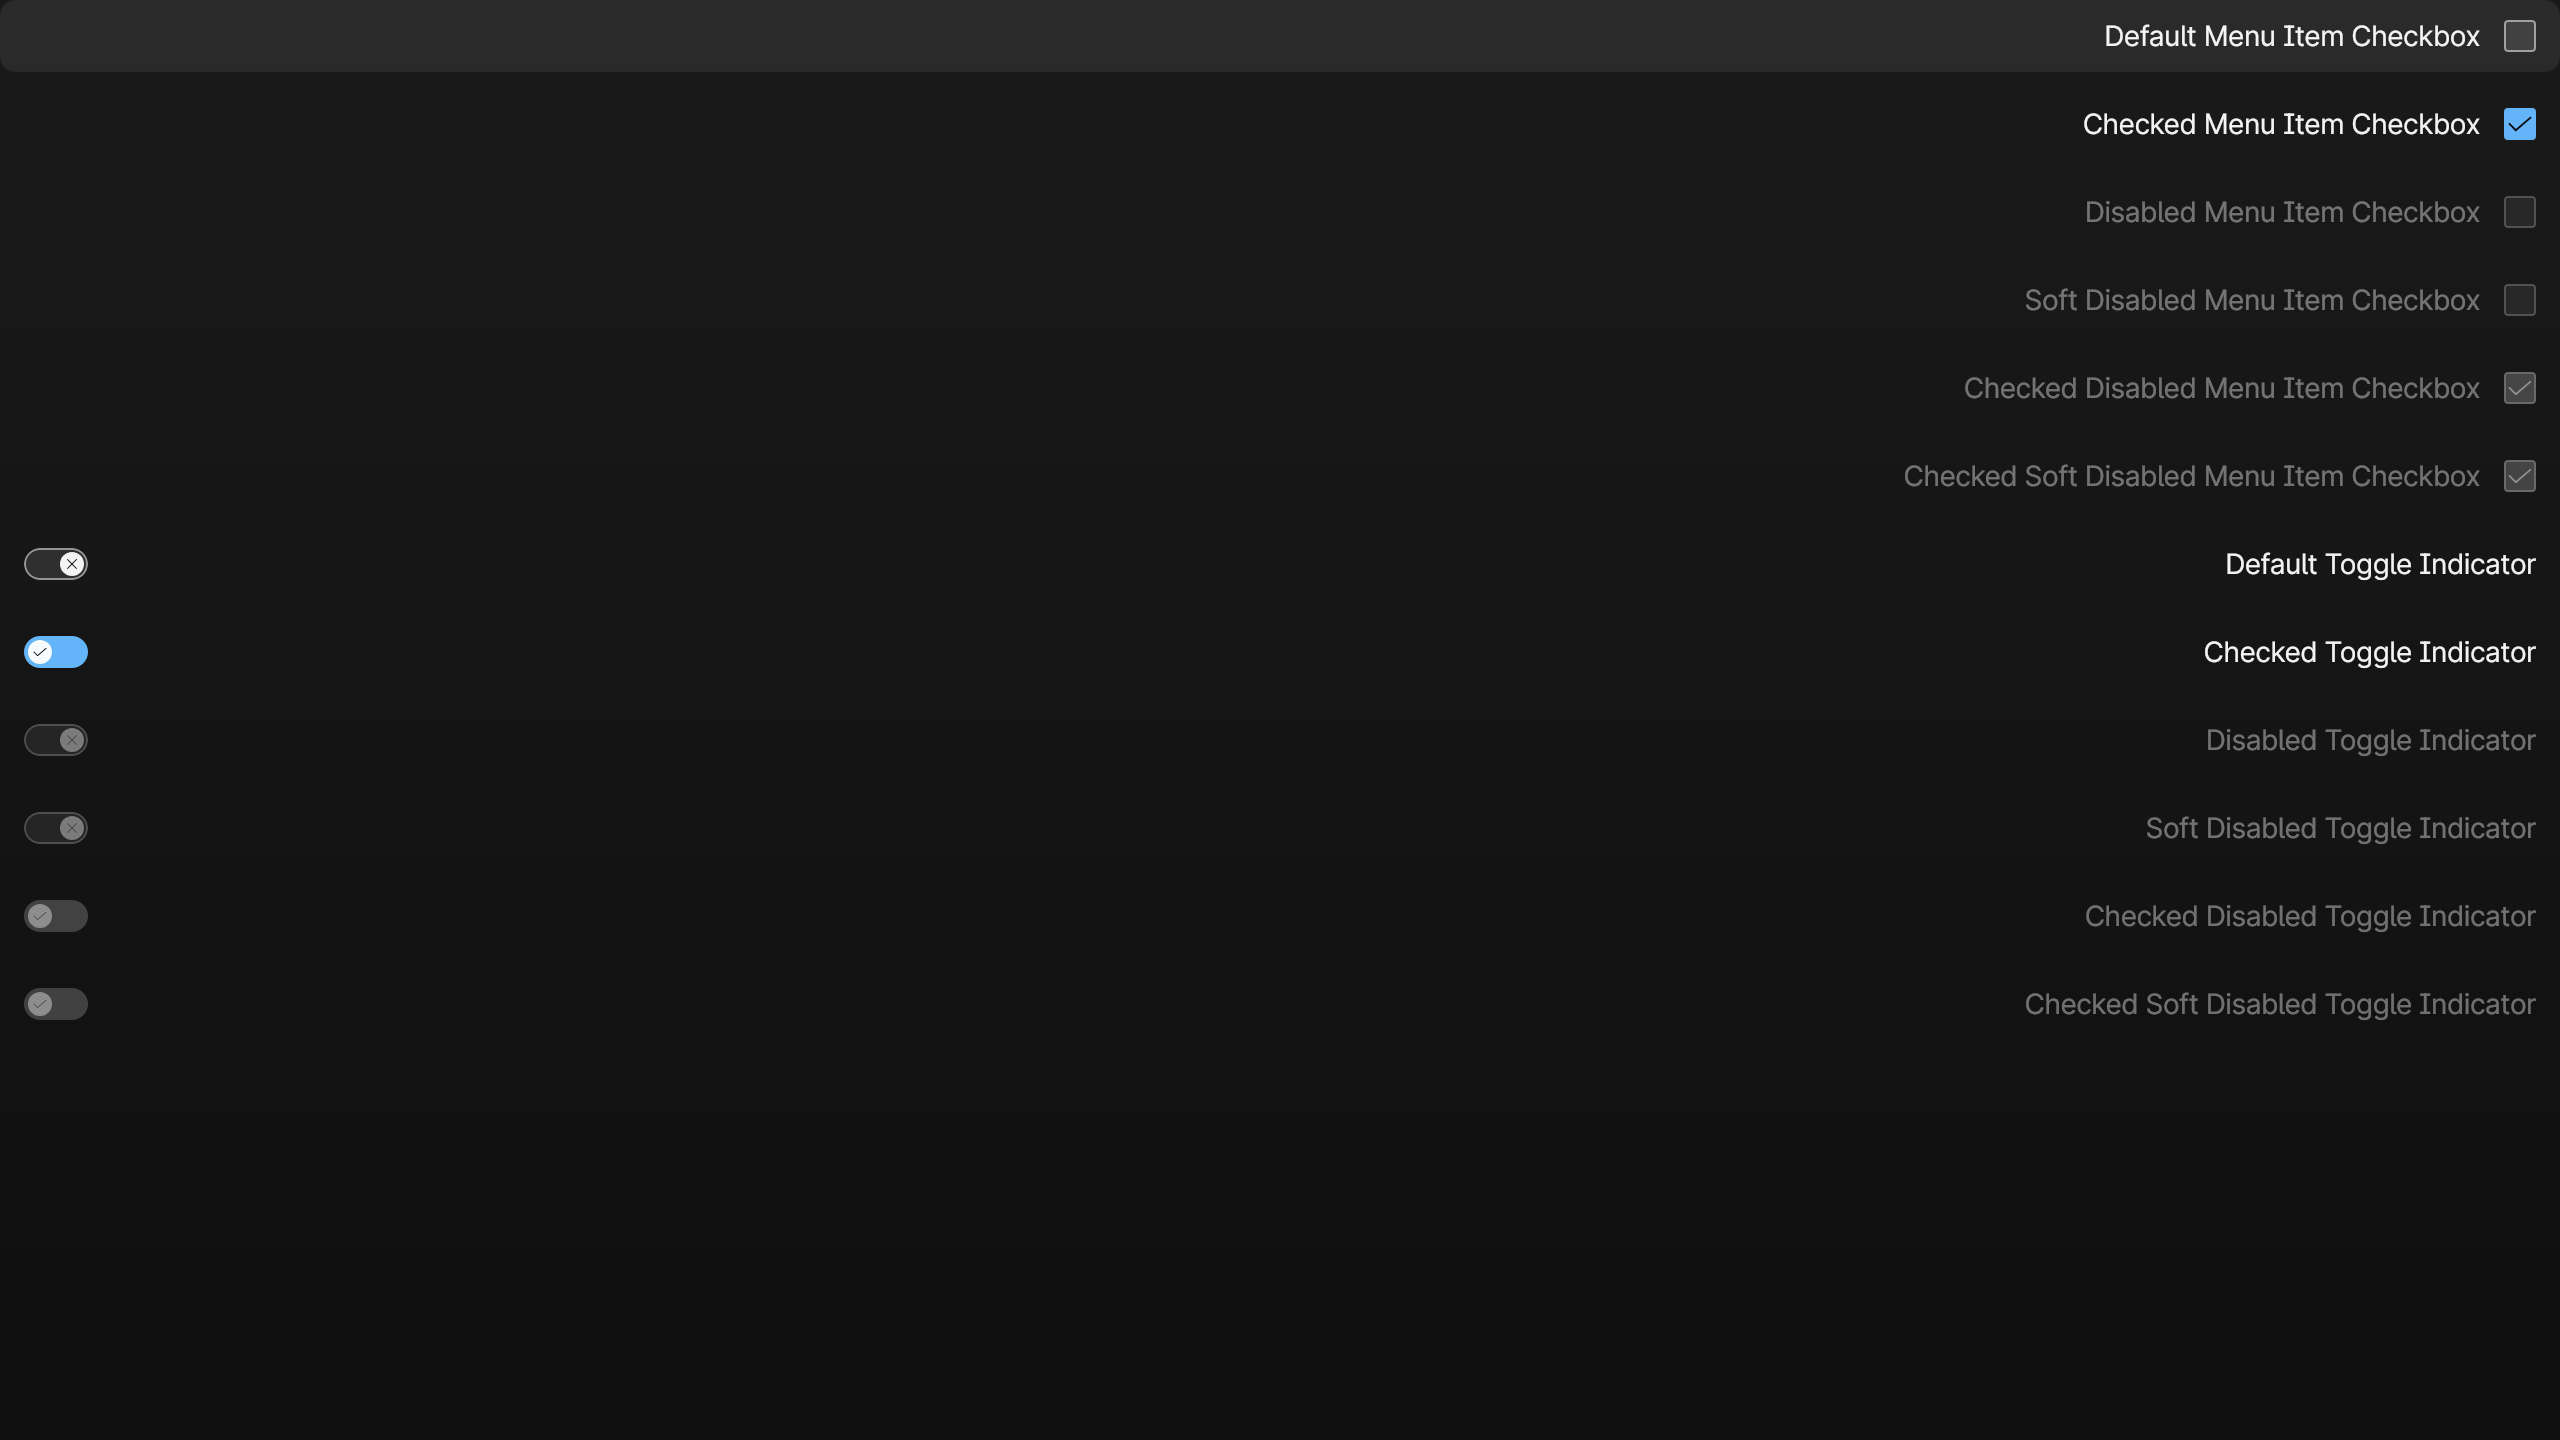 Default Menu Item Checkbox
Checked Menu Item Checkbox
Disabled Menu Item Checkbox
Soft Disabled Menu Item Checkbox
Checked Disabled Menu Item Checkbox
Checked Soft Disabled Menu Item Checkbox
Default Toggle Indicator
Checked Toggle Indicator
Disabled Toggle Indicator
Soft Disabled Toggle Indicator
Checked Disabled Toggle Indicator
Checked Soft Disabled Toggle Indicator